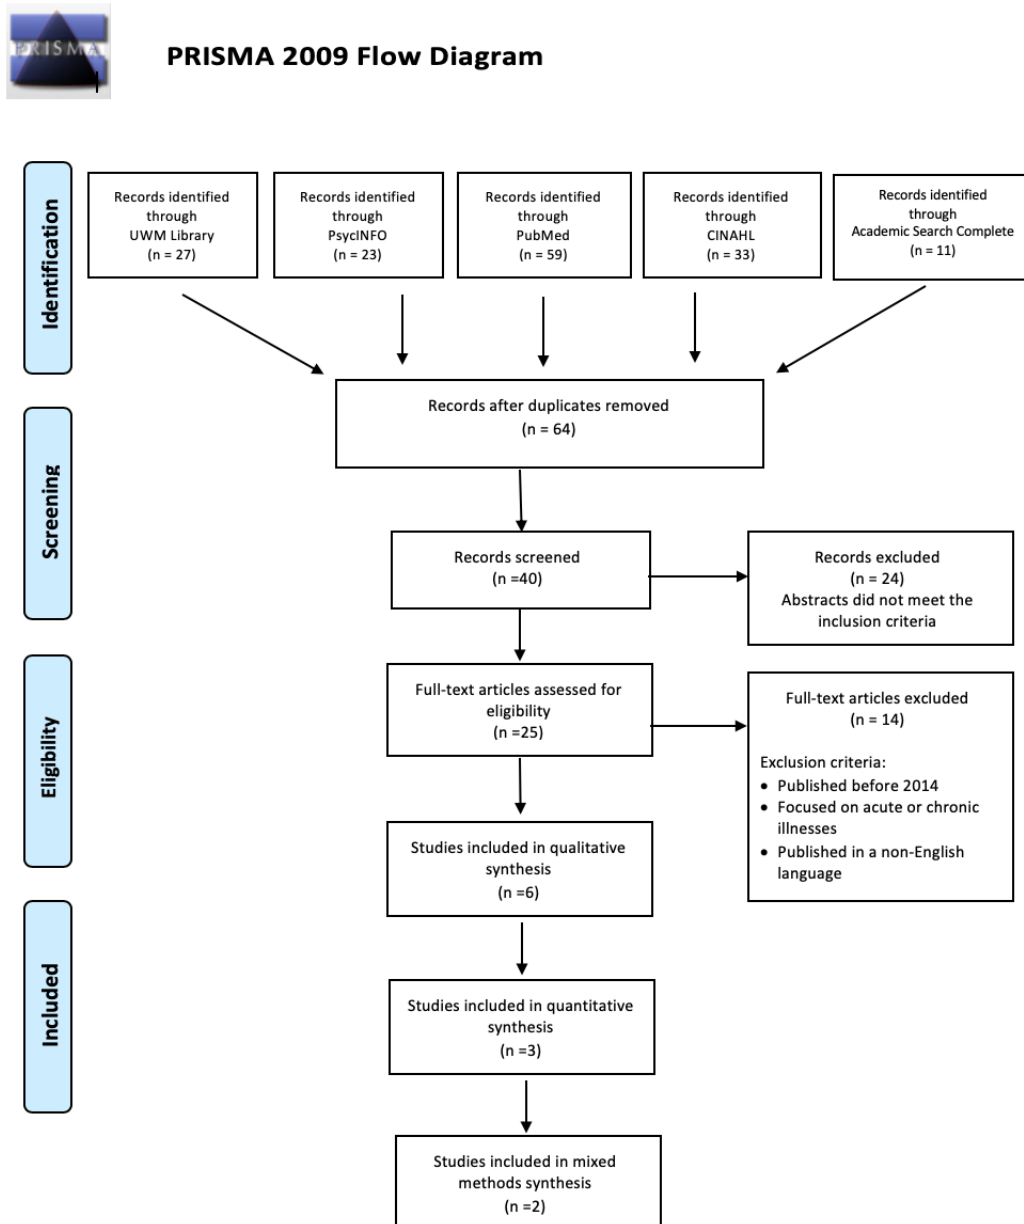 PRISMA
PRISMA 2009 Flow Diagram
Identification
Records identified
through
UWM Library
(n = 27)
Records identified
through
PsycINFO
(n = 23)
Records identified
through
PubMed
(n = 59)
Records identified
through
CINAHL
(n = 33)
Records identified
through
Academic Search Complete
(n = 11)
Records after duplicates removed
(n = 64)
Screening
Records screened
(n =40)
Records excluded
(n = 24)
Abstracts did not meet the
inclusion criteria
Eligibility
Full-text articles assessed for
eligibility
(n =25)
Full-text articles excluded
(n = 14)
Exclusion criteria:
• Published before 2014
• Focused on acute or chronic
illnesses
• Published in a non-English
language
Studies included in qualitative
synthesis
(n =6)
Included
Studies included in quantitative
synthesis
(n =3)
Studies included in mixed
methods synthesis
(n =2)